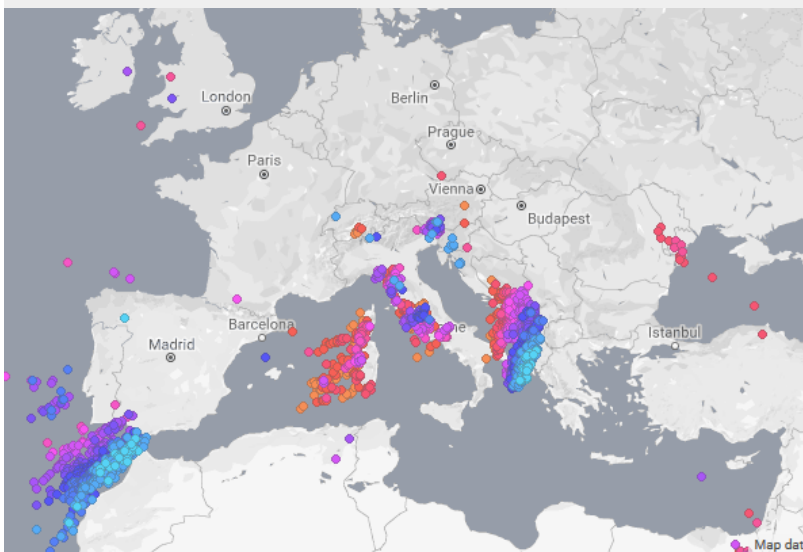 London
Berlin
Prague
Paris
Vienna
Budapest
Barcelona
Istanbul
Madrid
Map dat